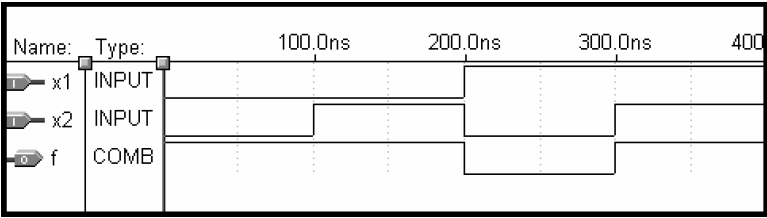 Name: Type: 100.0ns 200.0ns 300.0ns 400
I x1 INPUT
I x2 INPUT
O f COMB